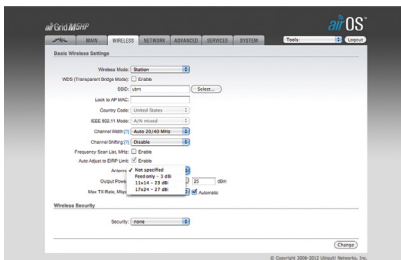 airGrid M5HP
airOS™
MAIN WIRELESS NETWORK ADVANCED SERVICES SYSTEM Tools: Logout
Basic Wireless Settings
Wireless Mode: Station
WDS (Transparent Bridge Mode): Enable
SSID: ubnt Select...
Lock to AP MAC:
Country Code: United States
IEEE 802.11 Mode: A/N mixed
Channel Width:[?] Auto 20/40 MHz
Channel Shifting:[?] Disable
Frequency Scan List, MHz: Enable
Auto Adjust to EIRP Limit: Enable
Antenna: Not specified
Feed only - 3 dBi
11x14 - 23 dBi
17x24 - 27 dBi
Output Power: 25 dBm
Max TX Rate, Mbps: Automatic
Wireless Security
Security: none
Change
© Copyright 2006-2012 Ubiquiti Networks, Inc.